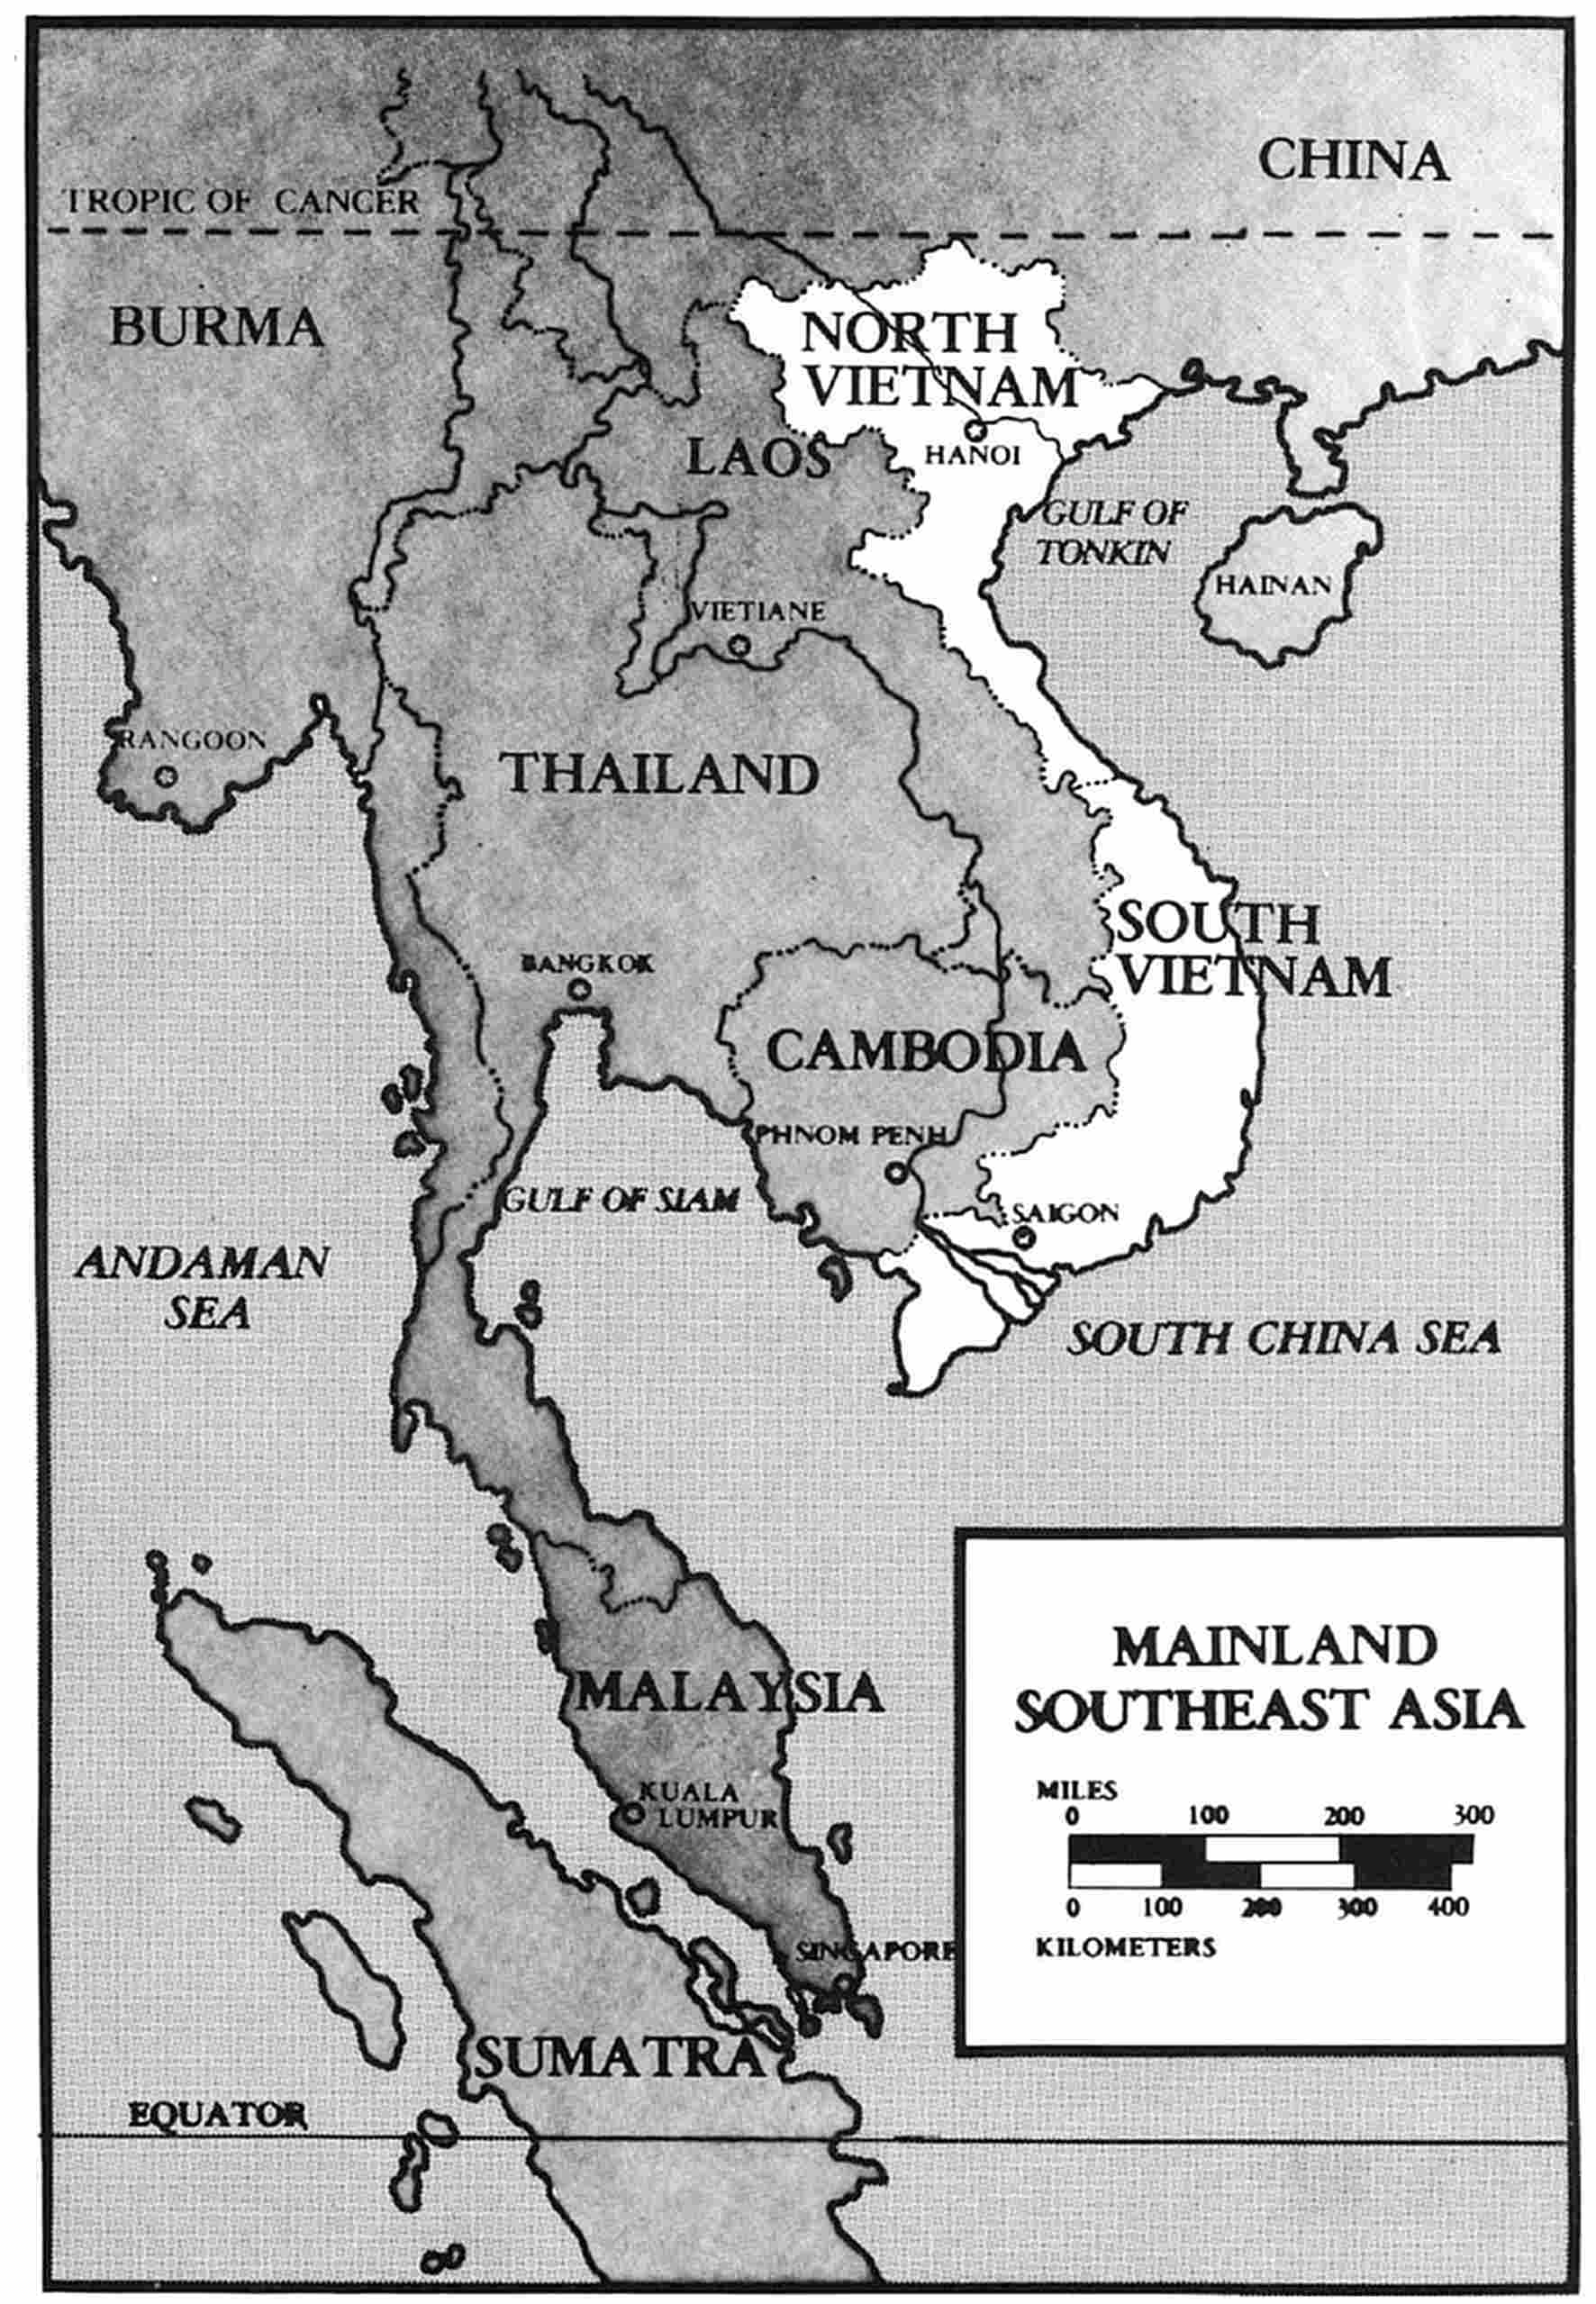 CHINA
TROPIC OF CANCER
BURMA
NORTH
VIETNAM
LAOS
HANOI
GULF OF
TONKIN
HAINAN
VIETIANE
RANGOON
THAILAND
SOUTH
VIETNAM
BANGKOK
CAMBODIA
PHNOM PENH
GULF OF SIAM
SAIGON
ANDAMAN
SEA
SOUTH CHINA SEA
MALAYSIA
KUALA
LUMPUR
SINGAPORE
SUMATRA
EQUATOR
MAINLAND
SOUTHEAST ASIA
MILES
0 100 200 300
0 100 200 300 400
KILOMETERS